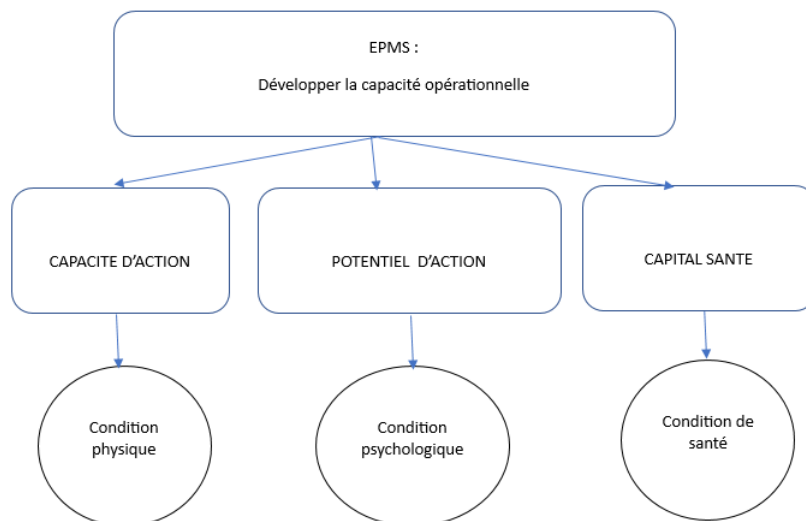 EPMS :
Développer la capacité opérationnelle
CAPACITE D’ACTION
POTENTIEL D’ACTION
CAPITAL SANTE
Condition
physique
Condition
psychologique
Condition de
santé